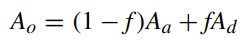 A_o = (1 − f)A_a + fA_d